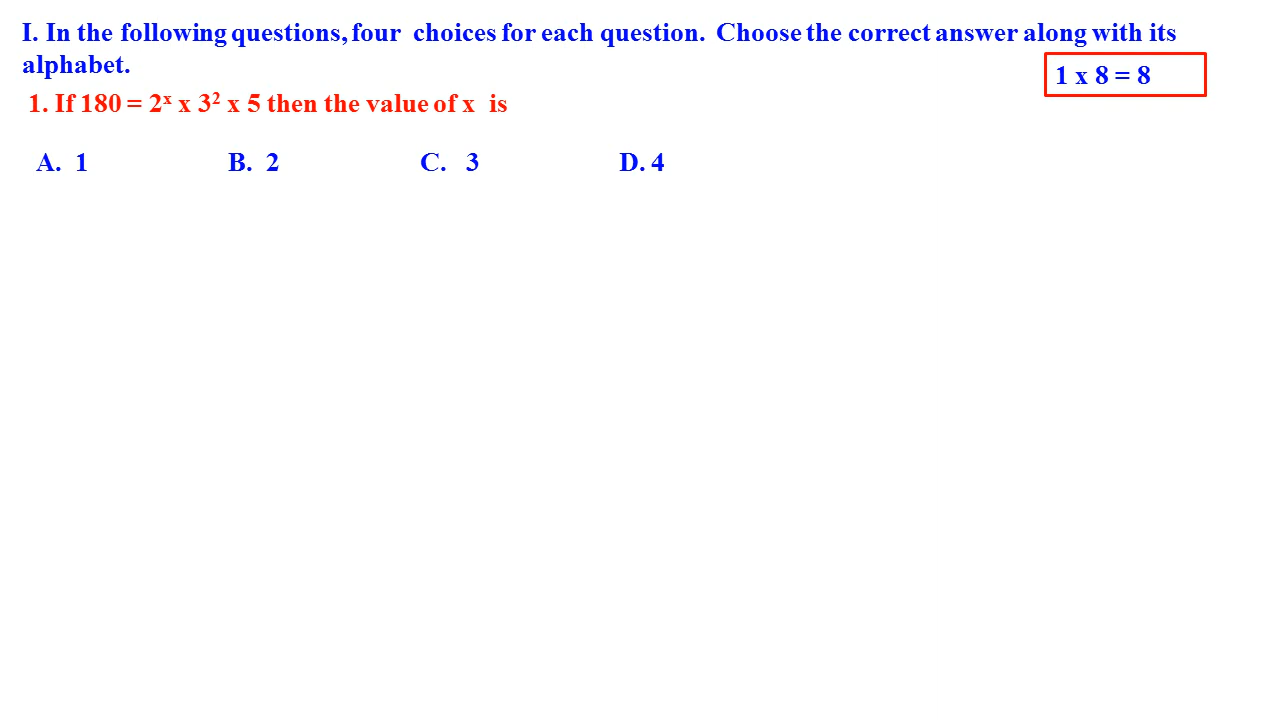 I. In the following questions, four choices for each question. Choose the correct answer along with its
alphabet.
1 x 8 = 8
1. If 180 = 2ˣ x 3² x 5 then the value of x is
A. 1 B. 2 C. 3 D. 4